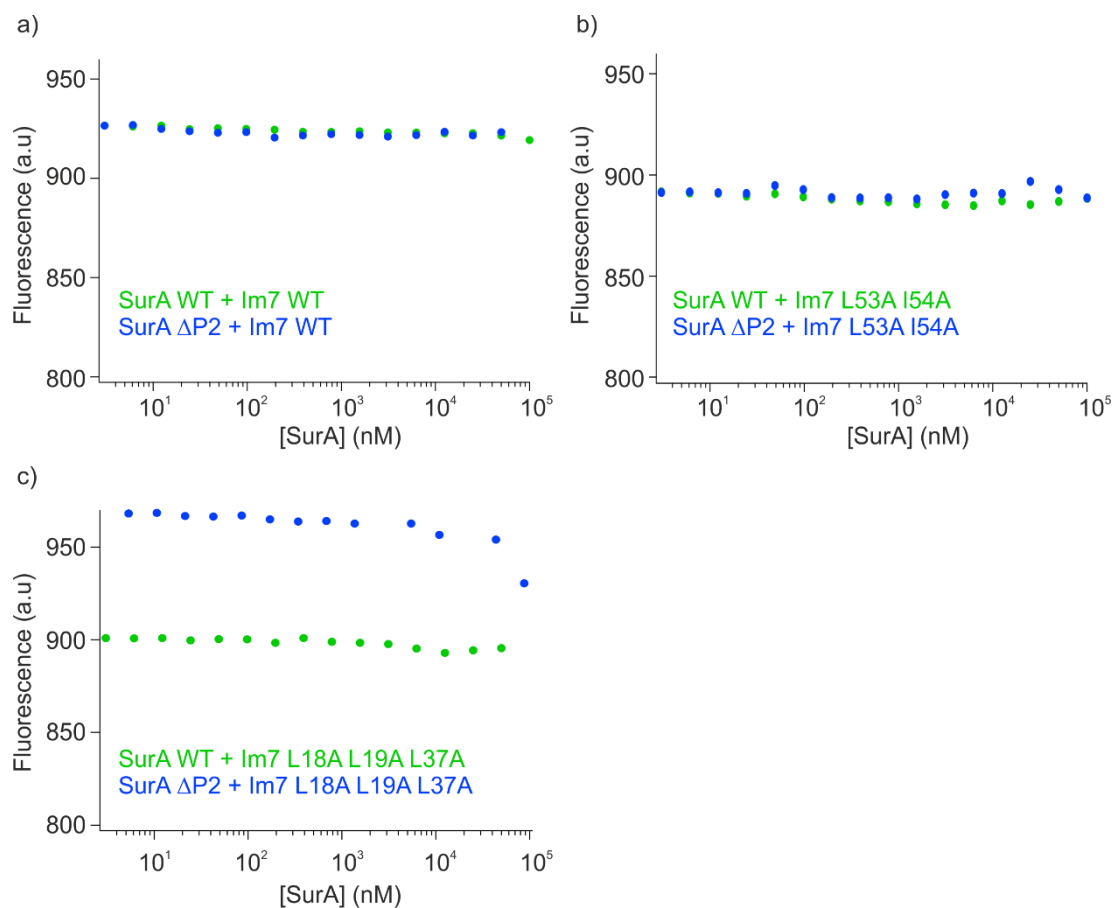 a)
950
900
850
800
Fluorescence (a.u)
SurA WT + Im7 WT
SurA ΔP2 + Im7 WT
10¹ 10² 10³ 10⁴ 10⁵
[SurA] (nM)
b)
950
900
850
800
Fluorescence (a.u)
SurA WT + Im7 L53A I54A
SurA ΔP2 + Im7 L53A I54A
10¹ 10² 10³ 10⁴ 10⁵
[SurA] (nM)
c)
950
900
850
800
Fluorescence (a.u)
SurA WT + Im7 L18A L19A L37A
SurA ΔP2 + Im7 L18A L19A L37A
10¹ 10² 10³ 10⁴ 10⁵
[SurA] (nM)